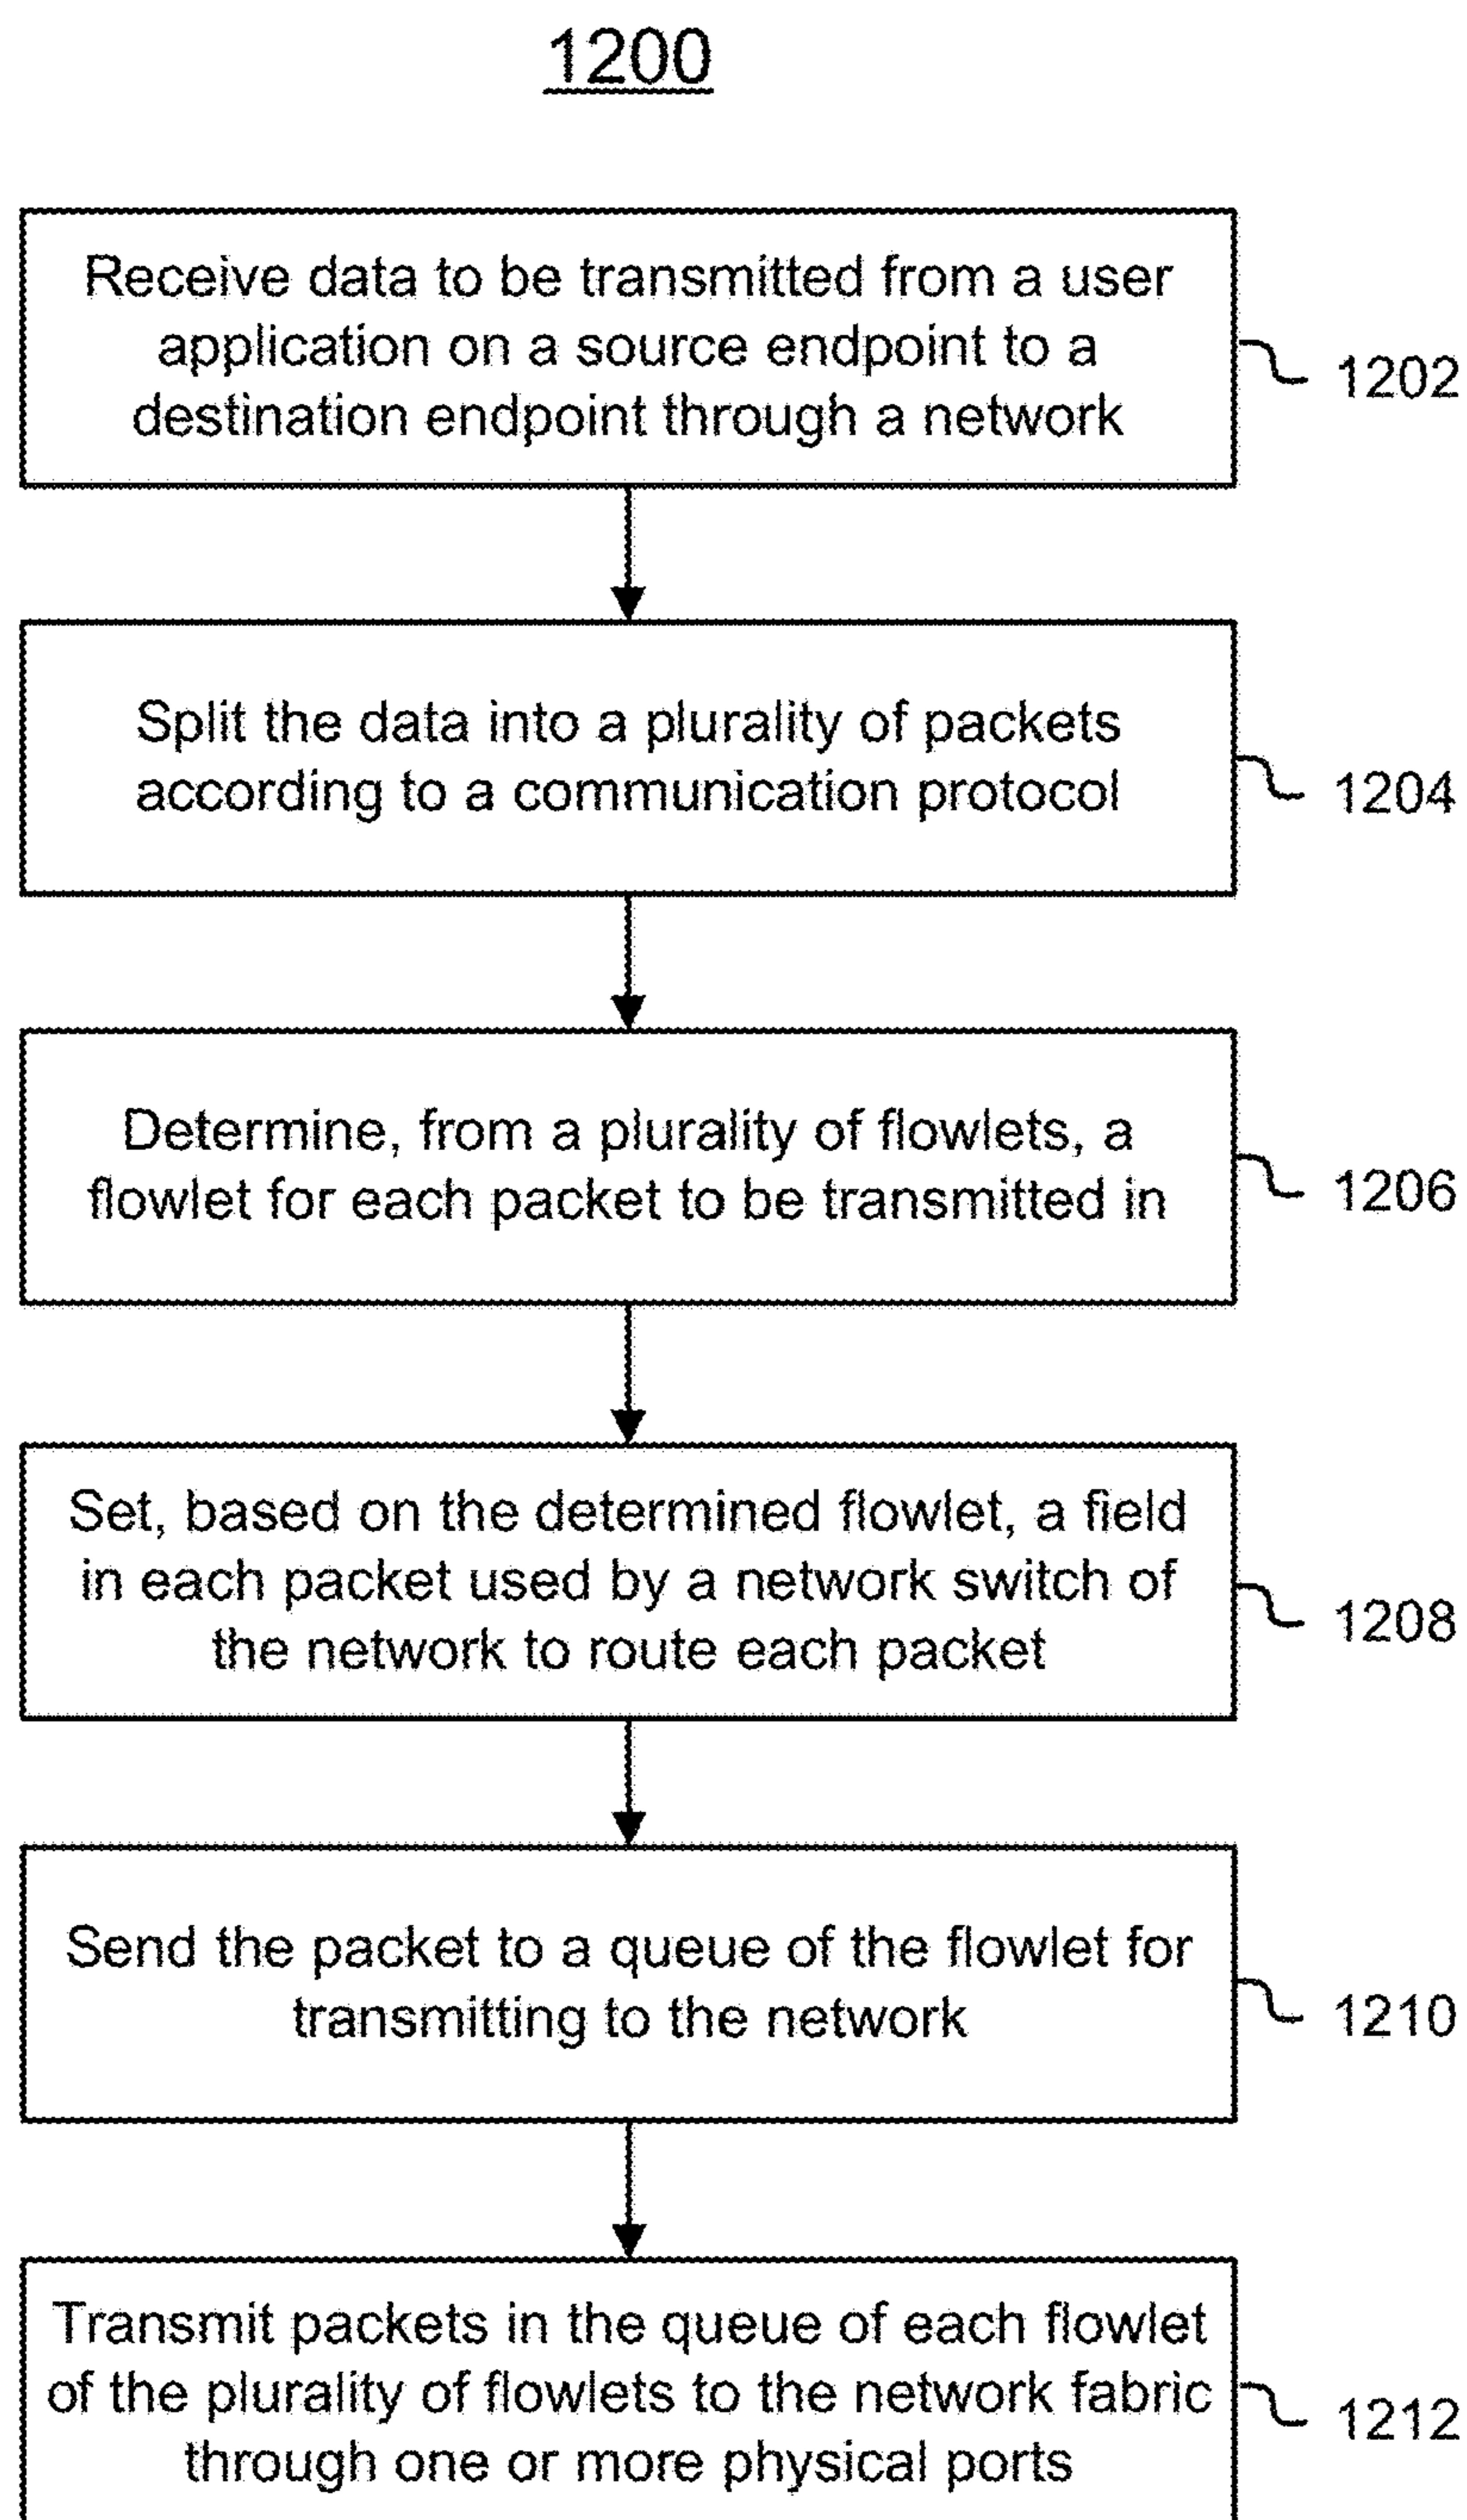 1200
Receive data to be transmitted from a user
application on a source endpoint to a
destination endpoint through a network
1202
Split the data into a plurality of packets
according to a communication protocol
1204
Determine, from a plurality of flowlets, a
flowlet for each packet to be transmitted in
1206
Set, based on the determined flowlet, a field
in each packet used by a network switch of
the network to route each packet
1208
Send the packet to a queue of the flowlet for
transmitting to the network
1210
Transmit packets in the queue of each flowlet
of the plurality of flowlets to the network fabric
through one or more physical ports
1212